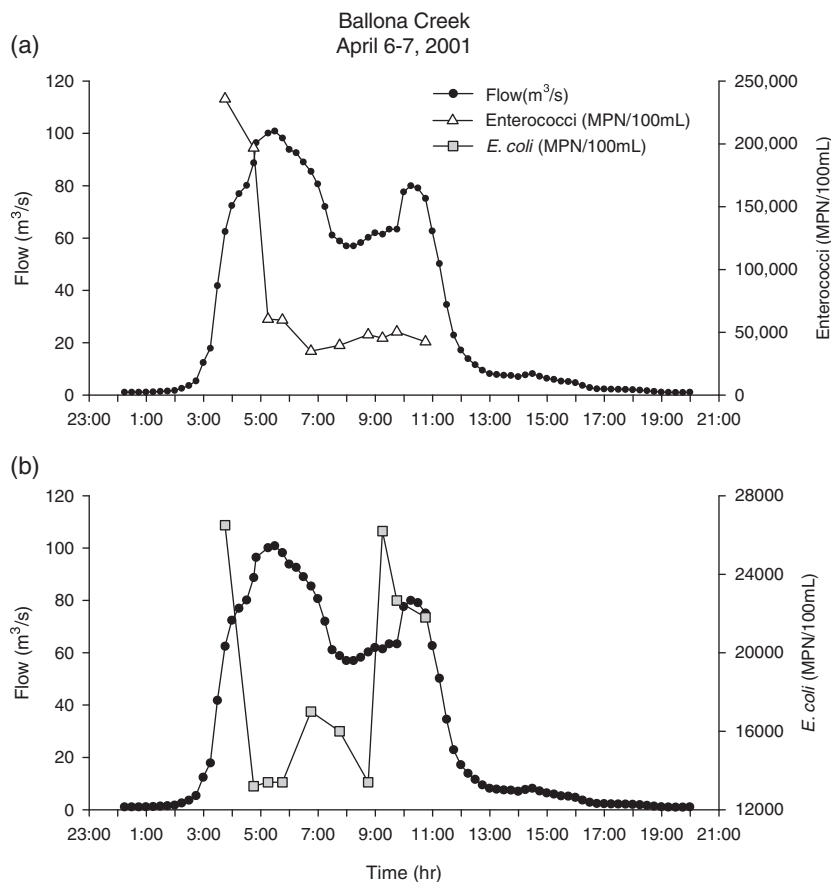 Ballona Creek
April 6-7, 2001
(a)
120
100
80
60
40
20
0
Flow (m³/s)
250,000
200,000
150,000
100,000
50,000
0
Enterococci (MPN/100mL)
Flow(m³/s)
Enterococci (MPN/100mL)
E. coli (MPN/100mL)
23:00 1:00 3:00 5:00 7:00 9:00 11:00 13:00 15:00 17:00 19:00 21:00
(b)
120
100
80
60
40
20
0
Flow (m³/s)
28000
24000
20000
16000
12000
E. coli (MPN/100mL)
23:00 1:00 3:00 5:00 7:00 9:00 11:00 13:00 15:00 17:00 19:00 21:00
Time (hr)